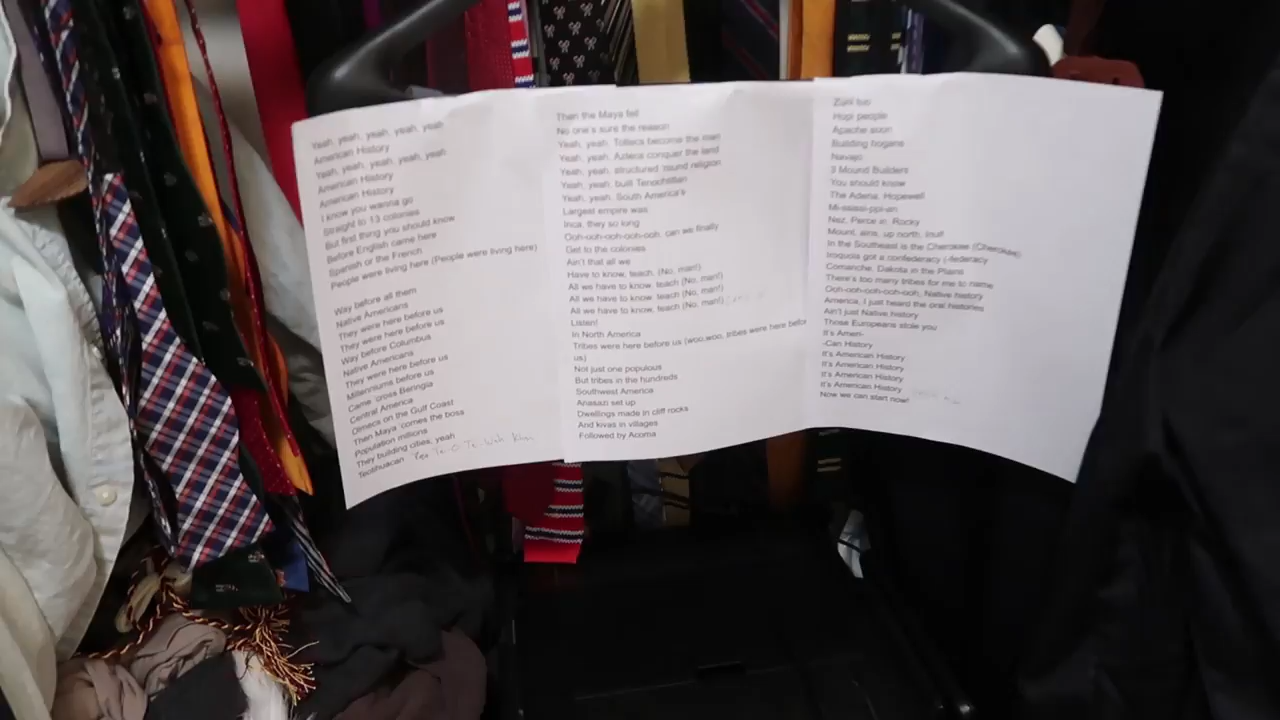 Yeah, yeah, yeah, yeah, yeah
American History
Yeah, yeah, yeah, yeah, yeah
American History
American History
I know you wanna go
Straight to 13 colonies
But first thing you should know
Before English came here
Spanish or the French
People were living here (People were living here)
Way before all them
Native Americans
They were here before us
They were here before us
Way before Columbus
Native Americans
They were here before us
Millenniums before us
Came 'cross Beringia
Central America
Olmecs on the Gulf Coast
Then Maya 'comes the boss
Population millions
They building cities, yeah
Teotihuacan
Then the Maya fell
No one's sure the reason
Yeah, yeah, Toltecs become the man
Yeah, yeah, Aztecs conquer the land
Yeah, yeah, structured 'round religion
Yeah, yeah, built Tenochtitlan
Yeah, yeah, South America's
Largest empire was
Inca, they so long
Ooh-ooh-ooh-ooh-ooh, can we finally
Get to the colonies
Ain't that all we
Have to know, teach, (No, man!)
All we have to know, teach (No, man!)
All we have to know, teach (No, man!)
All we have to know, teach (No, man!)
Listen!
In North America
Tribes were here before us (woo,woo, tribes were here befor
us)
Not just one populous
But tribes in the hundreds
Southwest America
Anasazi set up
Dwellings made in cliff rocks
And kivas in villages
Followed by Acoma
Zuni too
Hopi people
Apache soon
Building hogans
Navajo
3 Mound Builders
You should know
The Adena, Hopewell
Mi-ssissi-ppi-an
Nez, Perce in, Rocky
Mount, ains, up north, Inuit
In the Southeast is the Cherokee (Cherokee)
Iroquois got a confederacy (-federacy
Comanche, Dakota in the Plains
There's too many tribes for me to name
Ooh-ooh-ooh-ooh-ooh, Native history
America, I just heard the oral histories
Ain't just Native history
Those Europeans stole you
It's Ameri-
-Can History
It's American History
It's American History
It's American History
It's American History
Now we can start now!